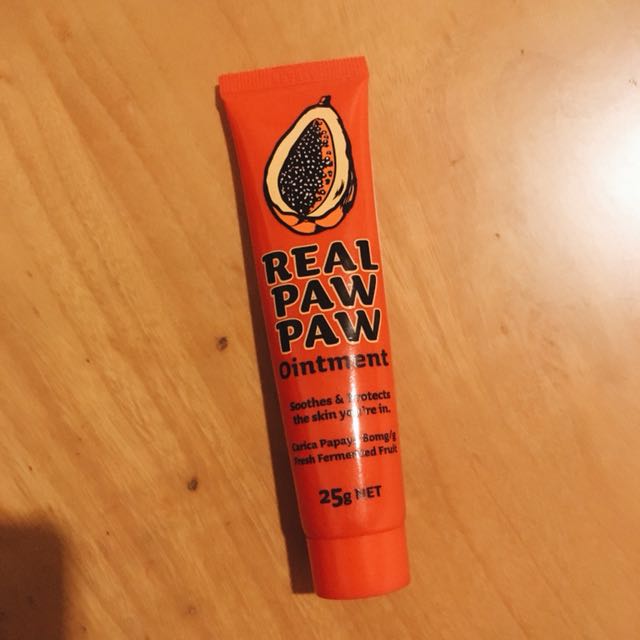 REAL
PAW
PAW
Ointment
Soothes & Protects
the skin you're in.
Carica Papaya 80mg/g
Fresh Fermented Fruit
25g NET